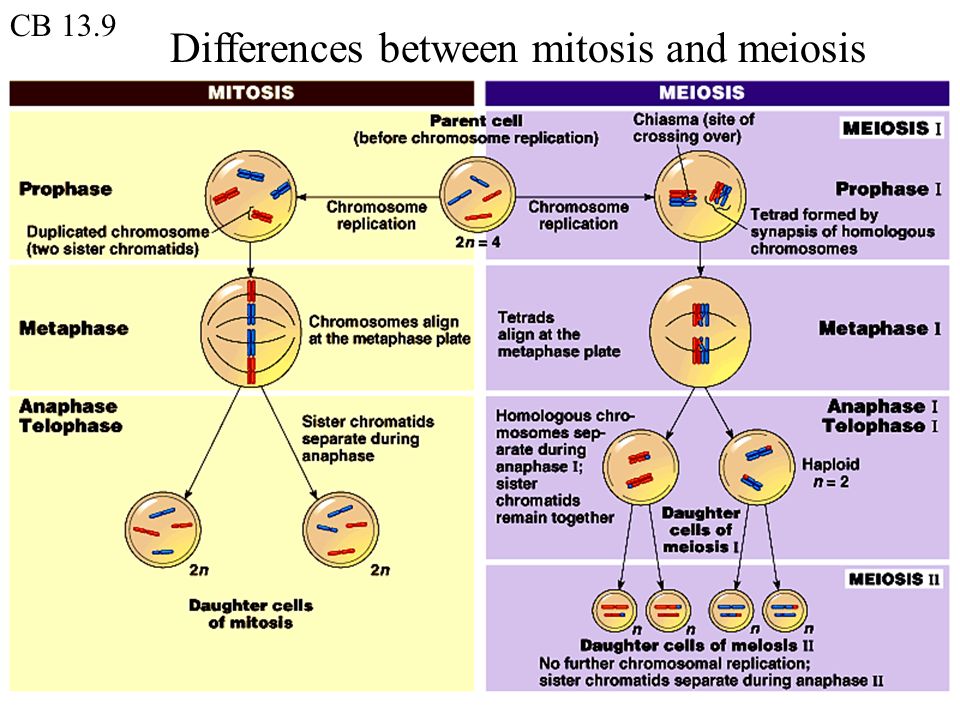 CB 13.9
Differences between mitosis and meiosis
MITOSIS
MEIOSIS
Parent cell
(before chromosome replication)
Chiasma (site of
crossing over)
MEIOSIS I
Prophase
Chromosome
replication
Chromosome
replication
Prophase I
Duplicated chromosome
(two sister chromatids)
2n = 4
Tetrad formed by
synapsis of homologous
chromosomes
Metaphase
Chromosomes align
at the metaphase plate
Tetrads
align at the
metaphase plate
Metaphase I
Anaphase
Telophase
Sister chromatids
separate during
anaphase
Homologous chro-
mosomes sep-
arate during
anaphase I;
sister
chromatids
remain together
Anaphase I
Telophase I
Haploid
n = 2
Daughter
cells of
meiosis I
2n
2n
Daughter cells
of mitosis
MEIOSIS II
n
n
n
n
Daughter cells of meiosis II
No further chromosomal replication;
sister chromatids separate during anaphase II